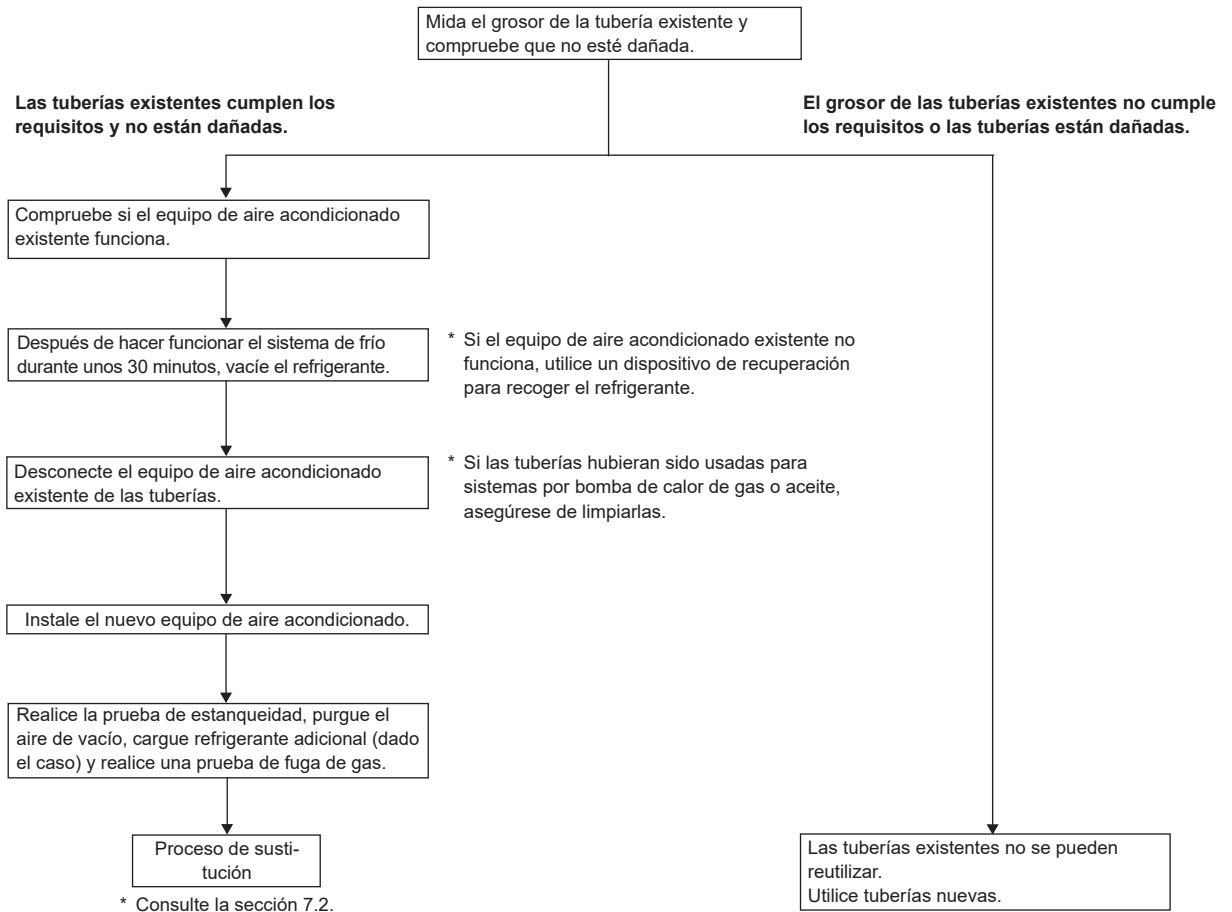 Mida el grosor de la tubería existente y
compruebe que no esté dañada.
Las tuberías existentes cumplen los
requisitos y no están dañadas.
El grosor de las tuberías existentes no cumple
los requisitos o las tuberías están dañadas.
Compruebe si el equipo de aire acondicionado
existente funciona.
Después de hacer funcionar el sistema de frío
durante unos 30 minutos, vacíe el refrigerante.
* Si el equipo de aire acondicionado existente no
funciona, utilice un dispositivo de recuperación
para recoger el refrigerante.
Desconecte el equipo de aire acondicionado
existente de las tuberías.
* Si las tuberías hubieran sido usadas para
sistemas por bomba de calor de gas o aceite,
asegúrese de limpiarlas.
Instale el nuevo equipo de aire acondicionado.
Realice la prueba de estanqueidad, purgue el
aire de vacío, cargue refrigerante adicional (dado
el caso) y realice una prueba de fuga de gas.
Proceso de susti-
tución
* Consulte la sección 7.2.
Las tuberías existentes no se pueden
reutilizar.
Utilice tuberías nuevas.